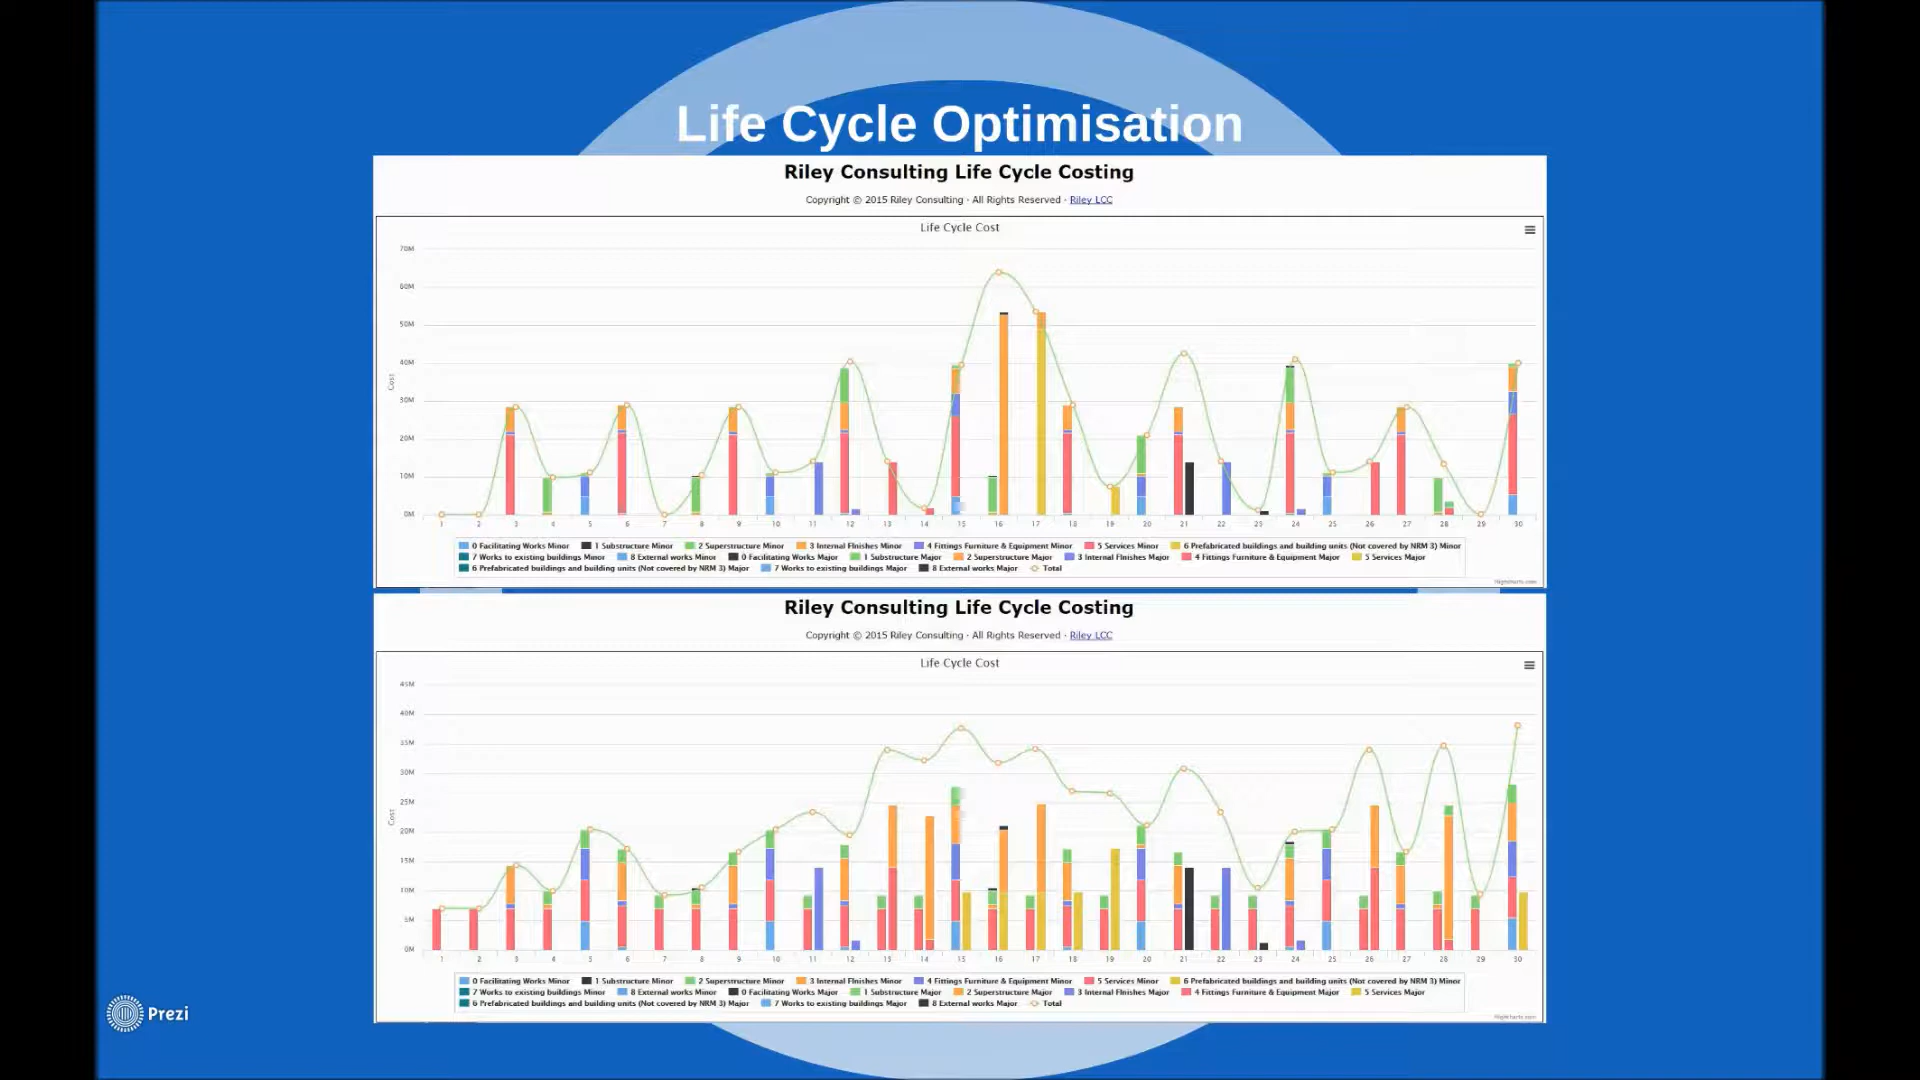 Life Cycle Optimisation
Riley Consulting Life Cycle Costing
Copyright © 2015 Riley Consulting - All Rights Reserved - Riley LCC
Life Cycle Cost
70M
60M
50M
40M
30M
20M
10M
0M
Cost
1 2 3 4 5 6 7 8 9 10 11 12 13 14 15 16 17 18 19 20 21 22 23 24 25 26 27 28 29 30
0 Facilitating Works Minor 1 Substructure Minor 2 Superstructure Minor 3 Internal FInishes Minor 4 Fittings Furniture & Equipment Minor 5 Services Minor 6 Prefabricated buildings and building units (Not covered by NRM 3) Minor
7 Works to existing buildings Minor 8 External works Minor 0 Facilitating Works Major 1 Substructure Major 2 Superstructure Major 3 Internal FInishes Major 4 Fittings Furniture & Equipment Major 5 Services Major
6 Prefabricated buildings and building units (Not covered by NRM 3) Major 7 Works to existing buildings Major 8 External works Major Total
Highcharts.com
Riley Consulting Life Cycle Costing
Copyright © 2015 Riley Consulting - All Rights Reserved - Riley LCC
Life Cycle Cost
45M
40M
35M
30M
25M
20M
15M
10M
5M
0M
Cost
1 2 3 4 5 6 7 8 9 10 11 12 13 14 15 16 17 18 19 20 21 22 23 24 25 26 27 28 29 30
0 Facilitating Works Minor 1 Substructure Minor 2 Superstructure Minor 3 Internal FInishes Minor 4 Fittings Furniture & Equipment Minor 5 Services Minor 6 Prefabricated buildings and building units (Not covered by NRM 3) Minor
7 Works to existing buildings Minor 8 External works Minor 0 Facilitating Works Major 1 Substructure Major 2 Superstructure Major 3 Internal FInishes Major 4 Fittings Furniture & Equipment Major 5 Services Major
6 Prefabricated buildings and building units (Not covered by NRM 3) Major 7 Works to existing buildings Major 8 External works Major Total
Highcharts.com
Prezi